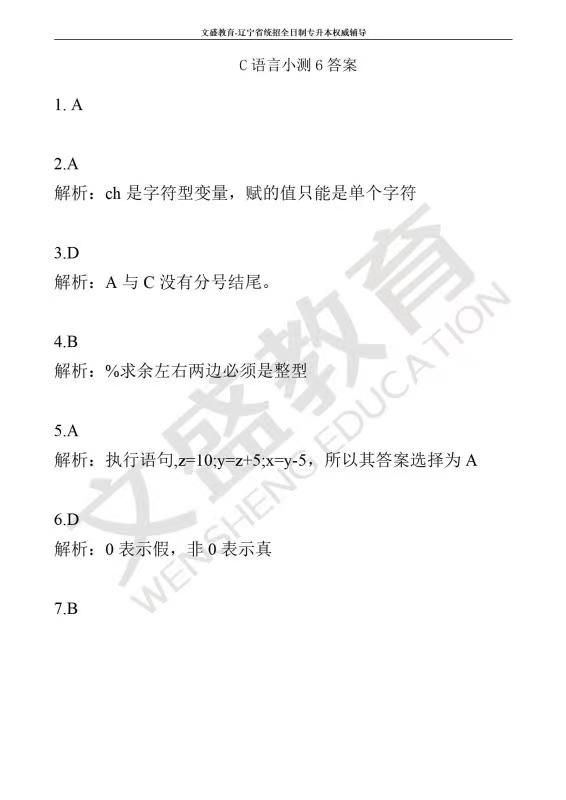 文盛教育-辽宁省统招全日制专升本权威辅导
C 语言小测 6 答案
1. A
2.A
解析：ch 是字符型变量，赋的值只能是单个字符
3.D
解析：A 与 C 没有分号结尾。
4.B
解析：%求余左右两边必须是整型
5.A
解析：执行语句,z=10;y=z+5;x=y-5，所以其答案选择为 A
6.D
解析：0 表示假，非 0 表示真
7.B
文盛教育
WENSHENG EDUCATION